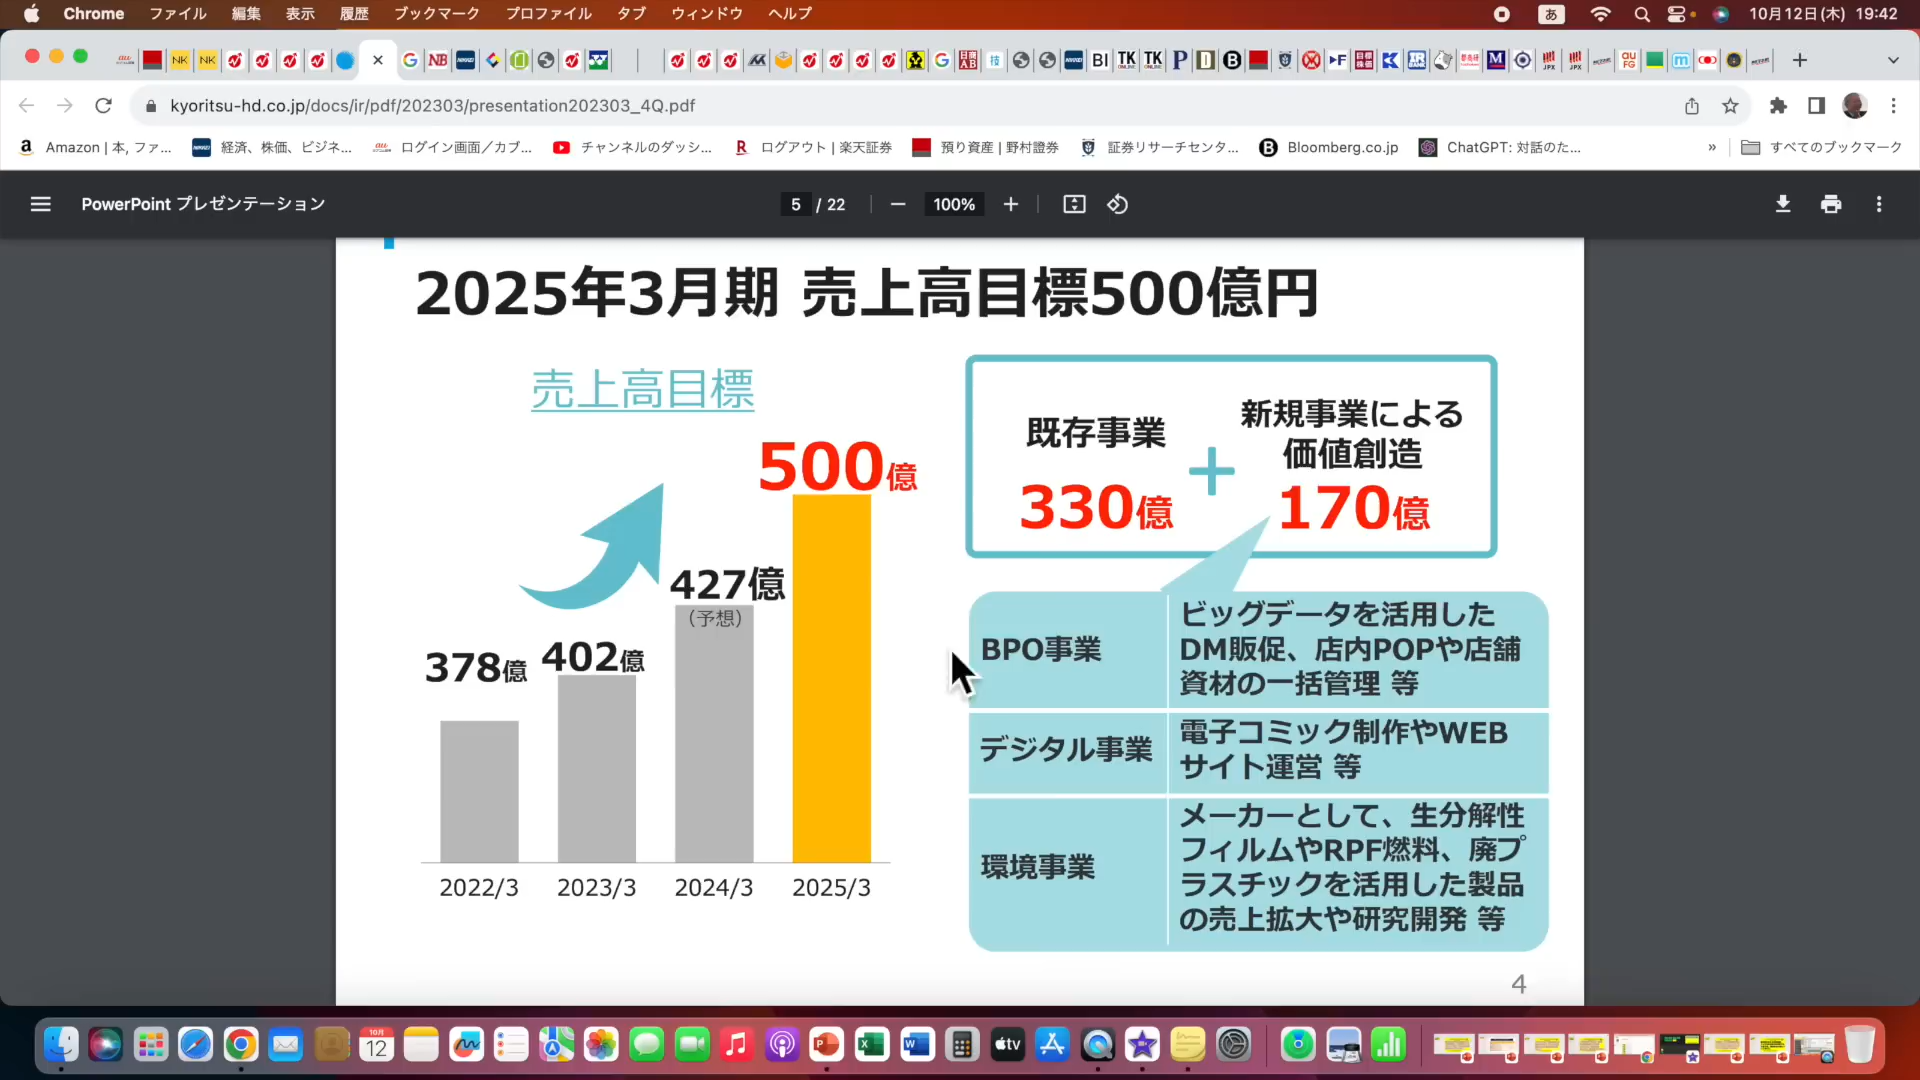 Chrome ファイル 編集 表示 履歴 ブックマーク プロファイル タブ ウィンドウ ヘルプ
あ 10月12日(木) 19:42
kyoritsu-hd.co.jp/docs/ir/pdf/202303/presentation202303_4Q.pdf
Amazon | 本, ファ... 経済、株価、ビジネ... ログイン画面／カブ... チャンネルのダッシ... ログアウト | 楽天証券 預り資産 | 野村證券 証券リサーチセンタ... Bloomberg.co.jp ChatGPT: 対話のた... » すべてのブックマーク
PowerPoint プレゼンテーション
5 / 22
100%
2025年3月期 売上高目標500億円
売上高目標
500億
427億
(予想)
402億
378億
2022/3 2023/3 2024/3 2025/3
既存事業
330億
+
新規事業による
価値創造
170億
BPO事業
ビッグデータを活用した
DM販促、店内POPや店舗
資材の一括管理 等
デジタル事業
電子コミック制作やWEB
サイト運営 等
環境事業
メーカーとして、生分解性
フィルムやRPF燃料、廃プ
ラスチックを活用した製品
の売上拡大や研究開発 等
4